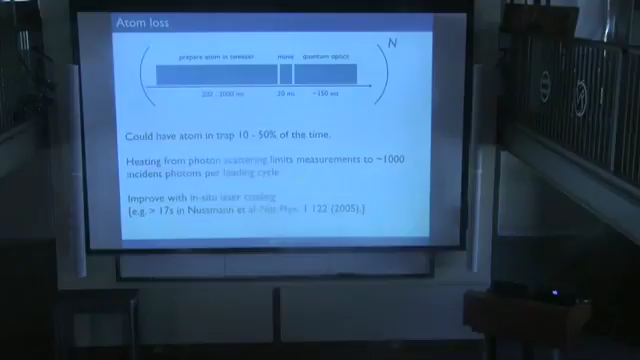 Atom loss
N
prepare atom in tweezer move quantum optics
200 - 2000 ms 20 ms ~150 ms
Could have atom in trap 10 - 50% of the time.
Heating from photon scattering limits measurements to ~1000
incident photons per loading cycle
Improve with in-situ laser cooling
[e.g. > 17s in Nussmann et al Nat. Phys. 1 122 (2005).]